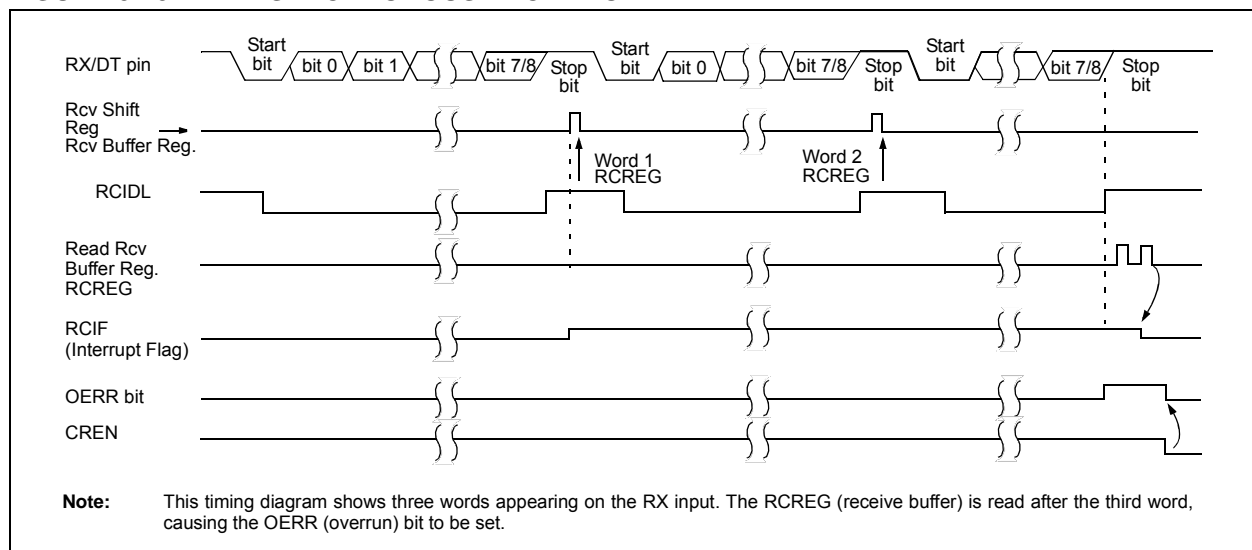 RX/DT pin
Start
bit
bit 0
bit 1
bit 7/8
Stop
bit
Start
bit
bit 0
bit 7/8
Stop
bit
Start
bit
bit 7/8
Stop
bit
Rcv Shift
Reg
Rcv Buffer Reg.
Word 1
RCREG
Word 2
RCREG
RCIDL
Read Rcv
Buffer Reg.
RCREG
RCIF
(Interrupt Flag)
OERR bit
CREN
Note: This timing diagram shows three words appearing on the RX input. The RCREG (receive buffer) is read after the third word,
causing the OERR (overrun) bit to be set.